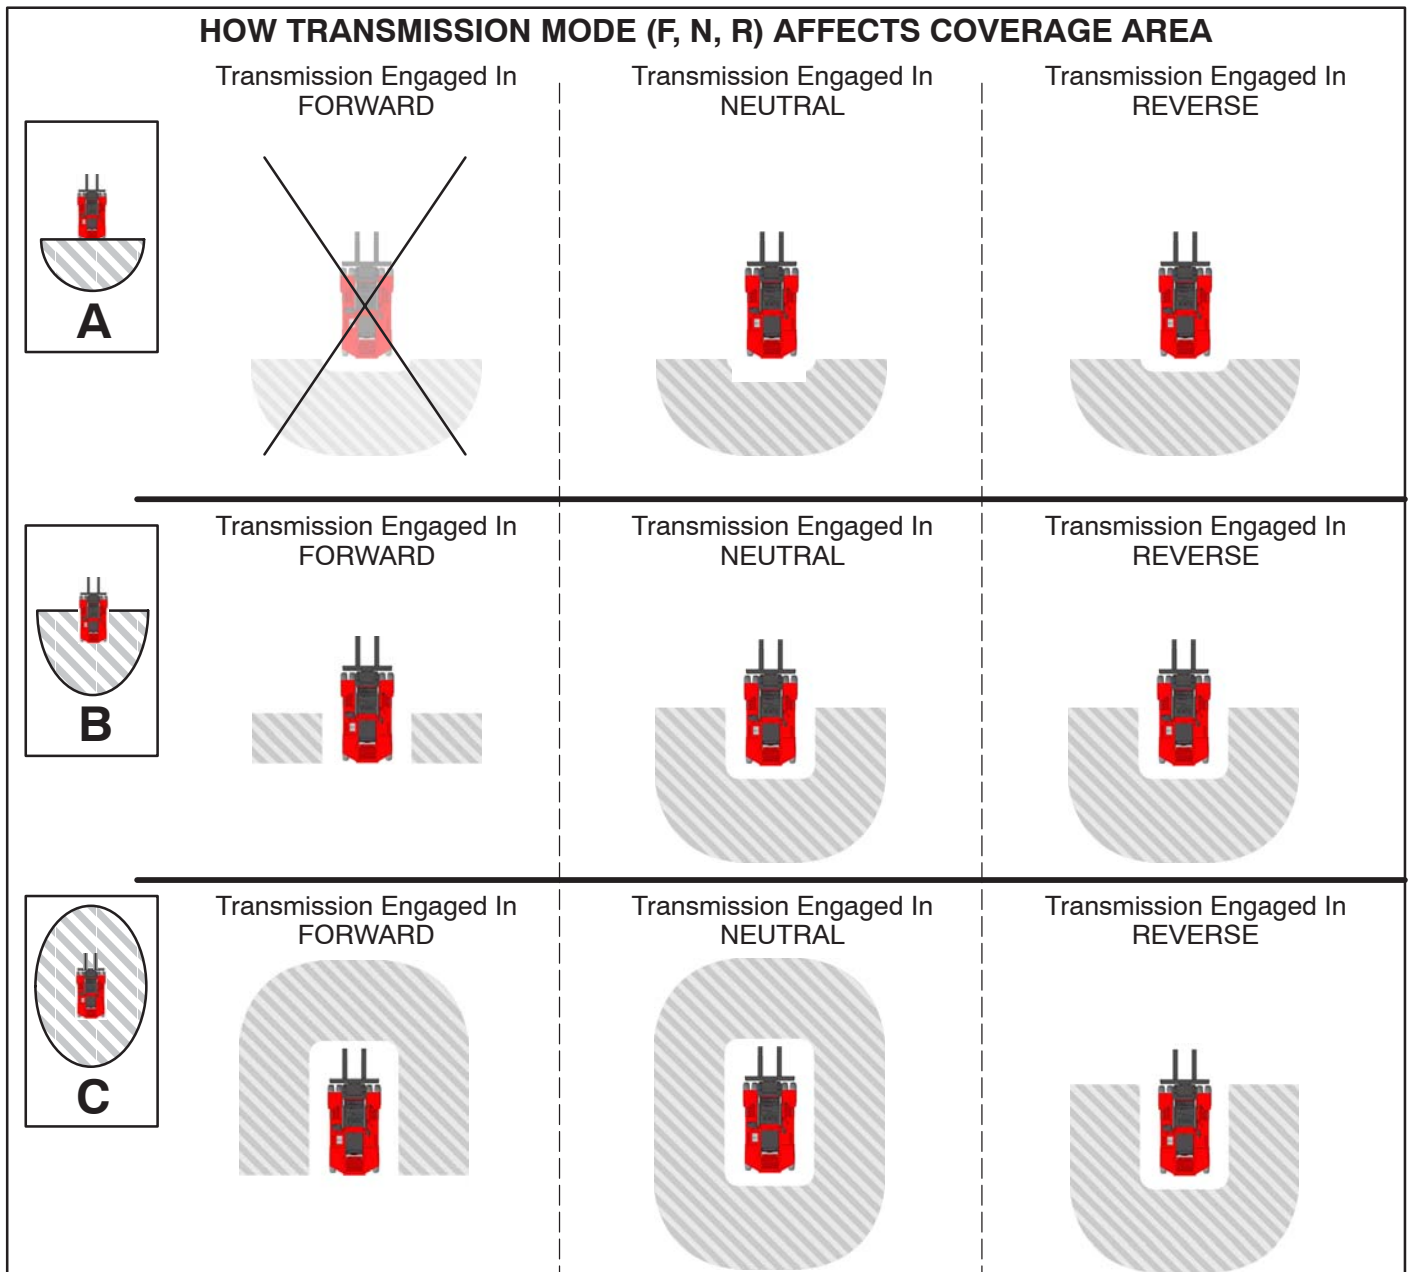 HOW TRANSMISSION MODE (F, N, R) AFFECTS COVERAGE AREA
Transmission Engaged In
FORWARD
Transmission Engaged In
NEUTRAL
Transmission Engaged In
REVERSE
A
Transmission Engaged In
FORWARD
Transmission Engaged In
NEUTRAL
Transmission Engaged In
REVERSE
B
Transmission Engaged In
FORWARD
Transmission Engaged In
NEUTRAL
Transmission Engaged In
REVERSE
C